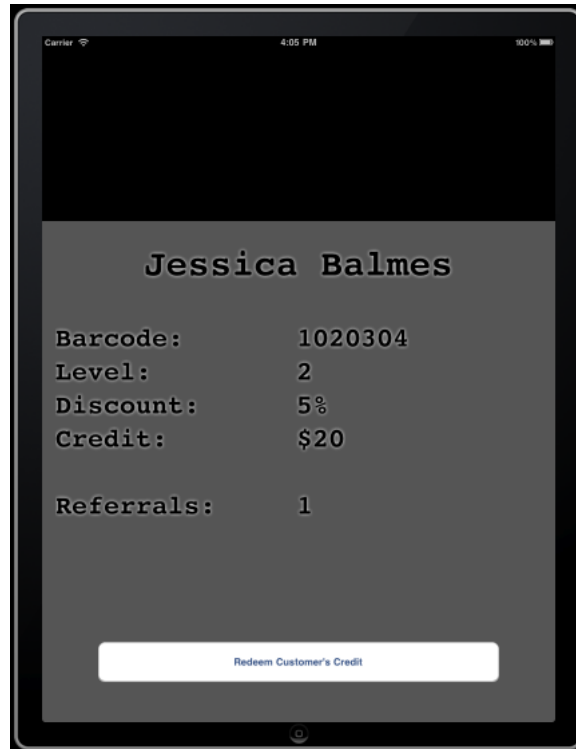 Carrier 4:05 PM 100%
Jessica Balmes
Barcode: 1020304
Level: 2
Discount: 5%
Credit: $20
Referrals: 1
Redeem Customer's Credit